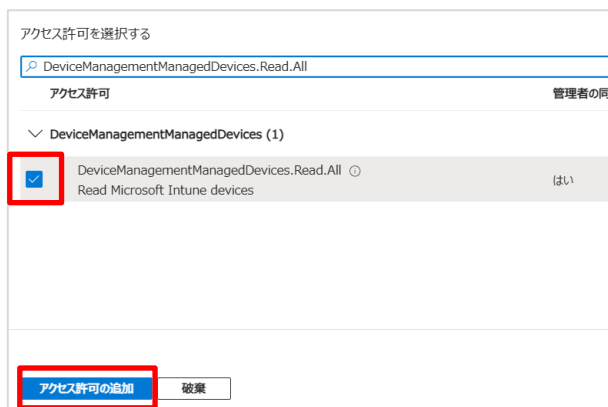 アクセス許可を選択する
DeviceManagementManagedDevices.Read.All
アクセス許可 管理者の同
DeviceManagementManagedDevices (1)
DeviceManagementManagedDevices.Read.All
はい
Read Microsoft Intune devices
アクセス許可の追加 破棄